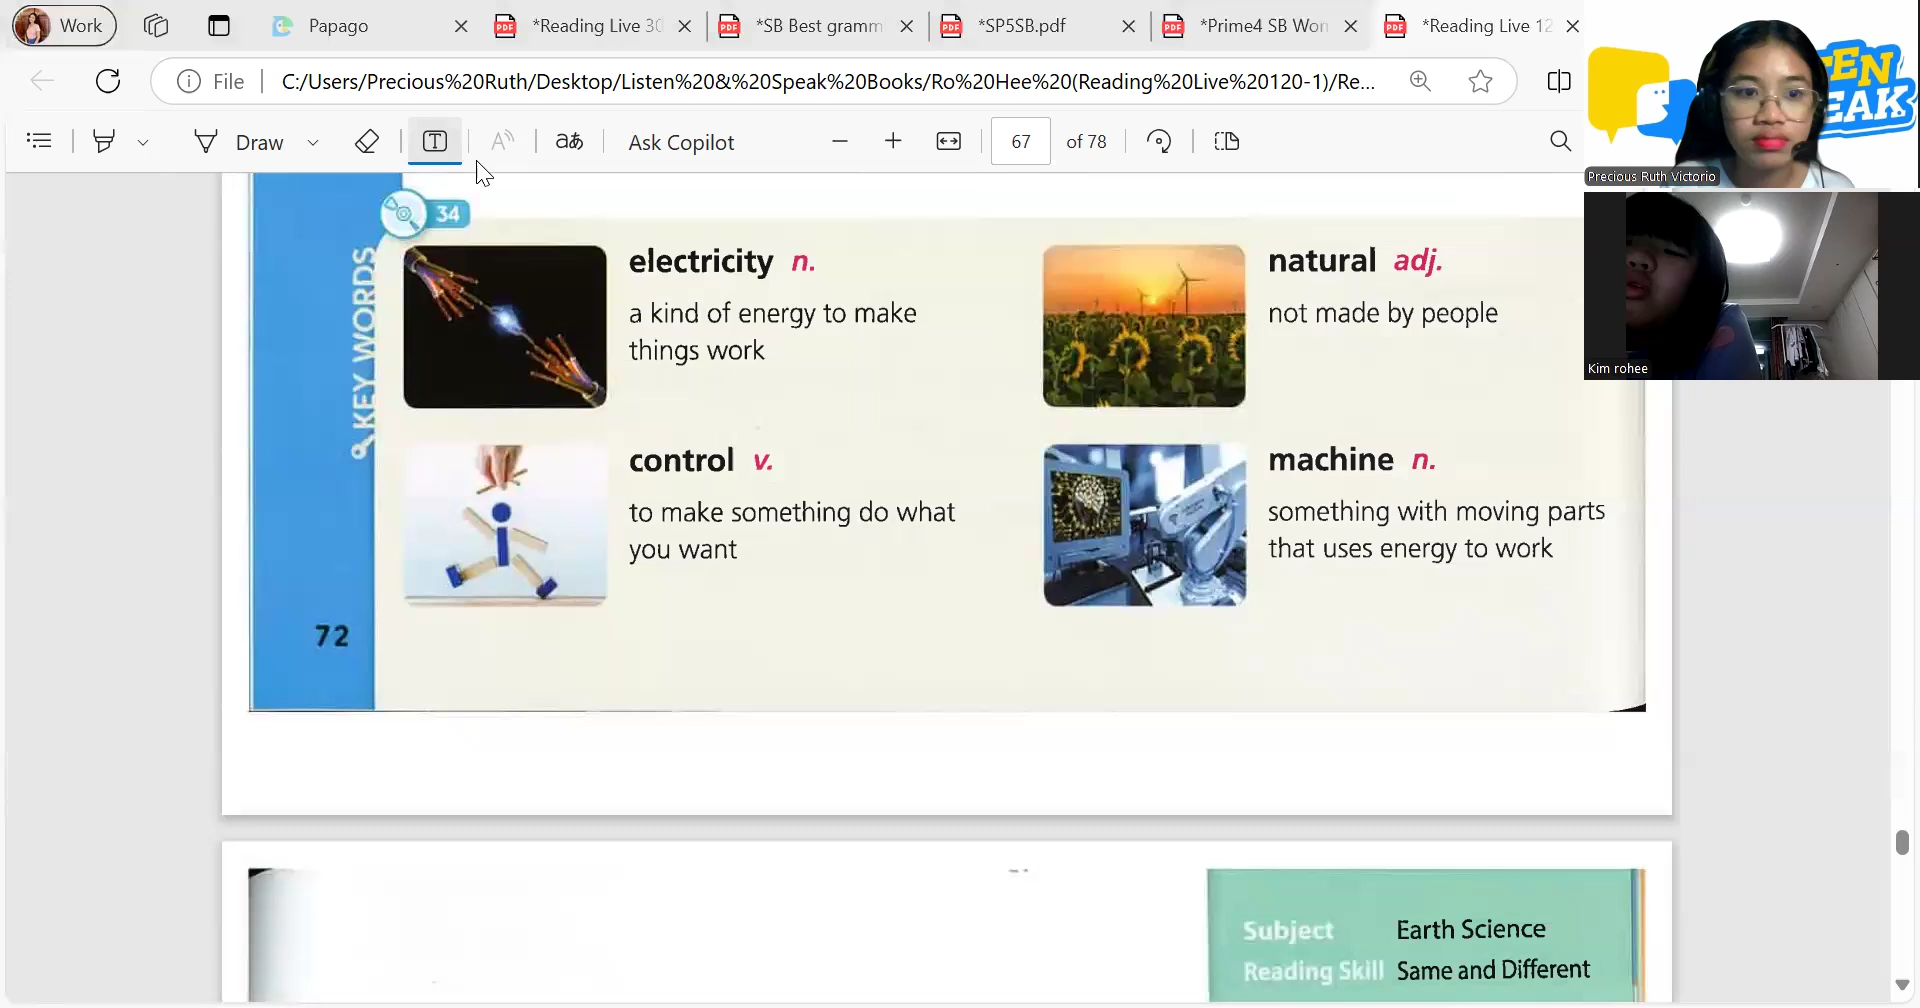 Work
Papago
*Reading Live 30
*SB Best gramm
*SP5SB.pdf
*Prime4 SB Wor
*Reading Live 12
File
C:/Users/Precious%20Ruth/Desktop/Listen%20&%20Speak%20Books/Ro%20Hee%20(Reading%20Live%20120-1)/Re...
Draw
Ask Copilot
67 of 78
EN
EAK
Precious Ruth Victorio
Kim rohee
34
KEY WORDS
electricity n.
a kind of energy to make
things work
natural adj.
not made by people
control v.
to make something do what
you want
machine n.
something with moving parts
that uses energy to work
72
Subject Earth Science
Reading Skill Same and Different